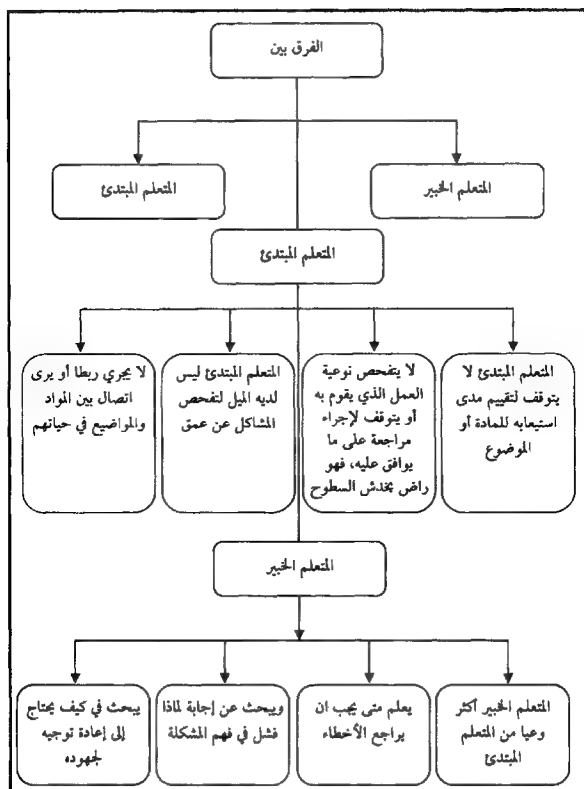 الفرق بين
المتعلم الخبير
المتعلم المبتدئ
المتعلم المبتدئ
المتعلم المبتدئ لا
يتوقف لتقييم مدى
استيعابه للمادة أو
الموضوع
لا يتفحص نوعية
العمل الذي يقوم به
أو يتوقف لإجراء
مراجعة على ما
يوافق عليه، فهو
راض بخدش السطوح
المتعلم المبتدئ ليس
لديه الميل لتفحص
المشاكل عن عمق
لا يجري ربطا أو يرى
اتصال بين المواد
والمواضيع في حياتهم
المتعلم الخبير
المتعلم الخبير أكثر
وعيا من المتعلم
المبتدئ
يعلم متى يجب ان
يراجع الأخطاء
ويبحث عن إجابة لماذا
فشل في فهم المشكلة
يبحث في كيف يحتاج
إلى إعادة توجيه
لجهوده